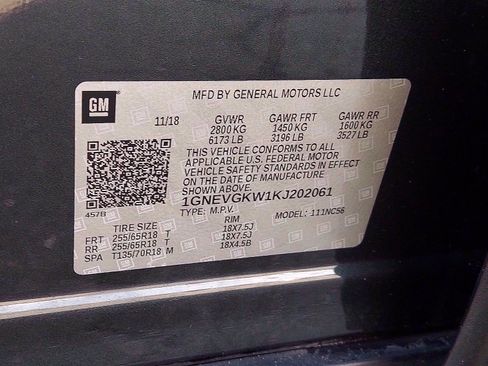 MFD BY GENERAL MOTORS LLC
GM
11/18 GVWR GAWR FRT GAWR RR
2800 KG 1450 KG 1600 KG
6173 LB 3196 LB 3527 LB
THIS VEHICLE CONFORMS TO ALL
APPLICABLE U.S. FEDERAL MOTOR
VEHICLE SAFETY STANDARDS IN EFFECT
ON THE DATE OF MANUFACTURE SHOWN ABOVE.
1GNEVGKW1KJ202061
457B TYPE: M.P.V. MODEL: 111NC56
TIRE SIZE RIM
FRT 255/65R18 T 18X7.5J
RR 255/65R18 T 18X7.5J
SPA T135/70R18 M 18X4.5B